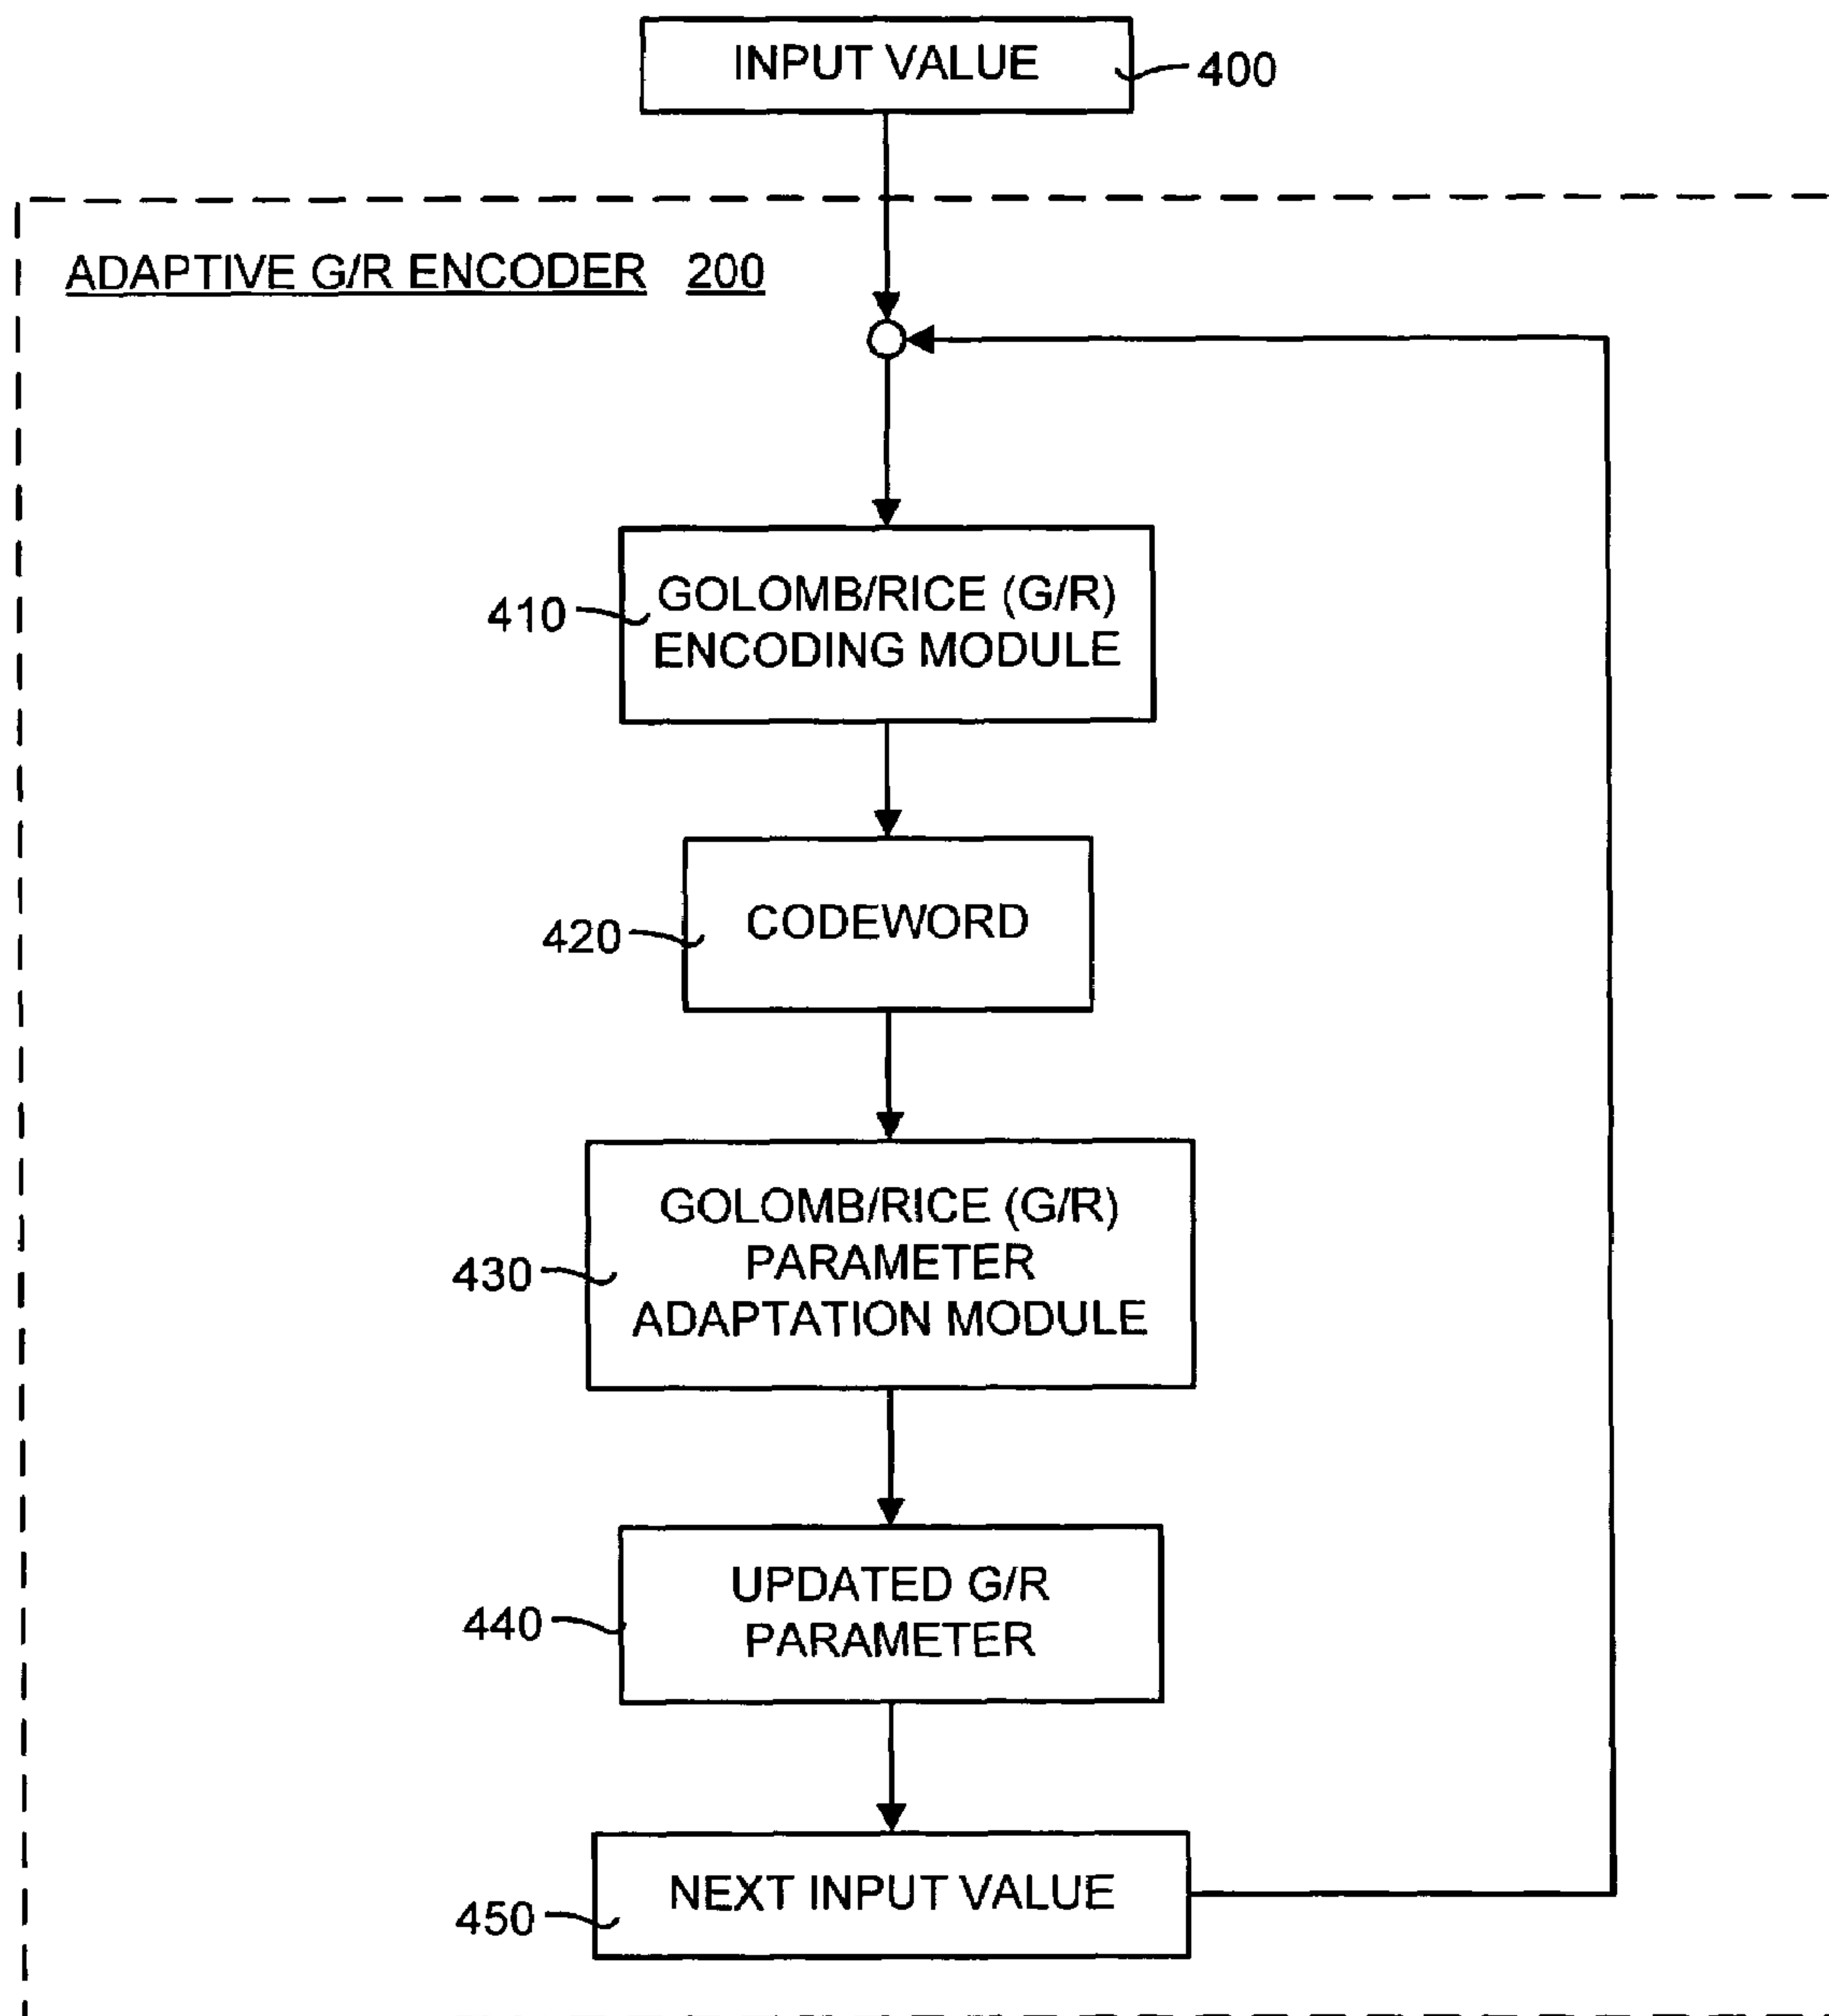 INPUT VALUE
400
ADAPTIVE G/R ENCODER 200
410
GOLOMB/RICE (G/R)
ENCODING MODULE
420
CODEWORD
430
GOLOMB/RICE (G/R)
PARAMETER
ADAPTATION MODULE
440
UPDATED G/R
PARAMETER
450
NEXT INPUT VALUE